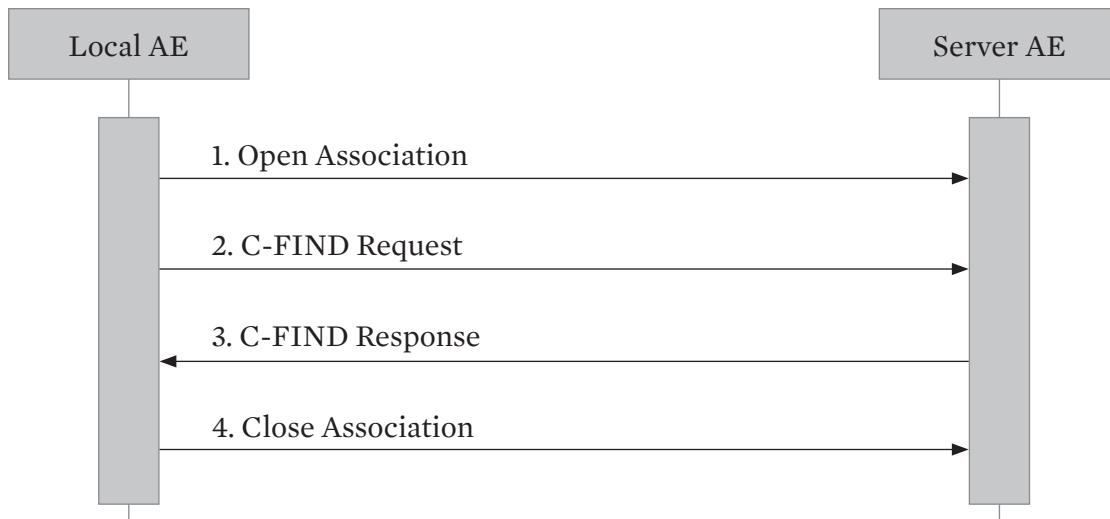 Local AE
Server AE
1. Open Association
2. C-FIND Request
3. C-FIND Response
4. Close Association